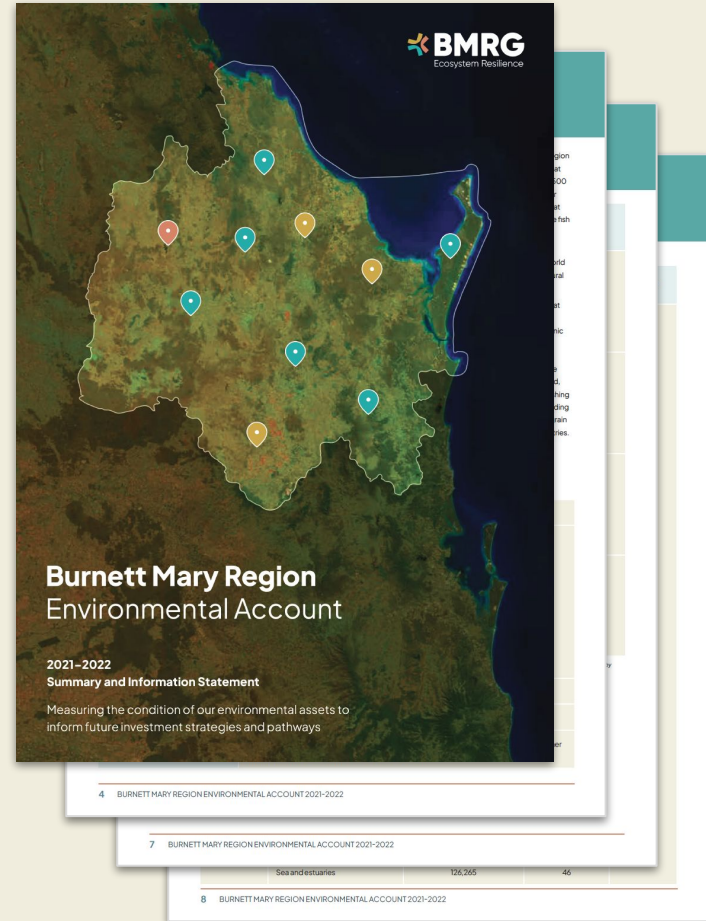 BMRG
Ecosystem Resilience
Burnett Mary Region
Environmental Account
2021–2022
Summary and Information Statement
Measuring the condition of our environmental assets to
inform future investment strategies and pathways
4 BURNETT MARY REGION ENVIRONMENTAL ACCOUNT 2021–2022
7 BURNETT MARY REGION ENVIRONMENTAL ACCOUNT 2021–2022
Sea and estuaries 126,265 46
8 BURNETT MARY REGION ENVIRONMENTAL ACCOUNT 2021–2022